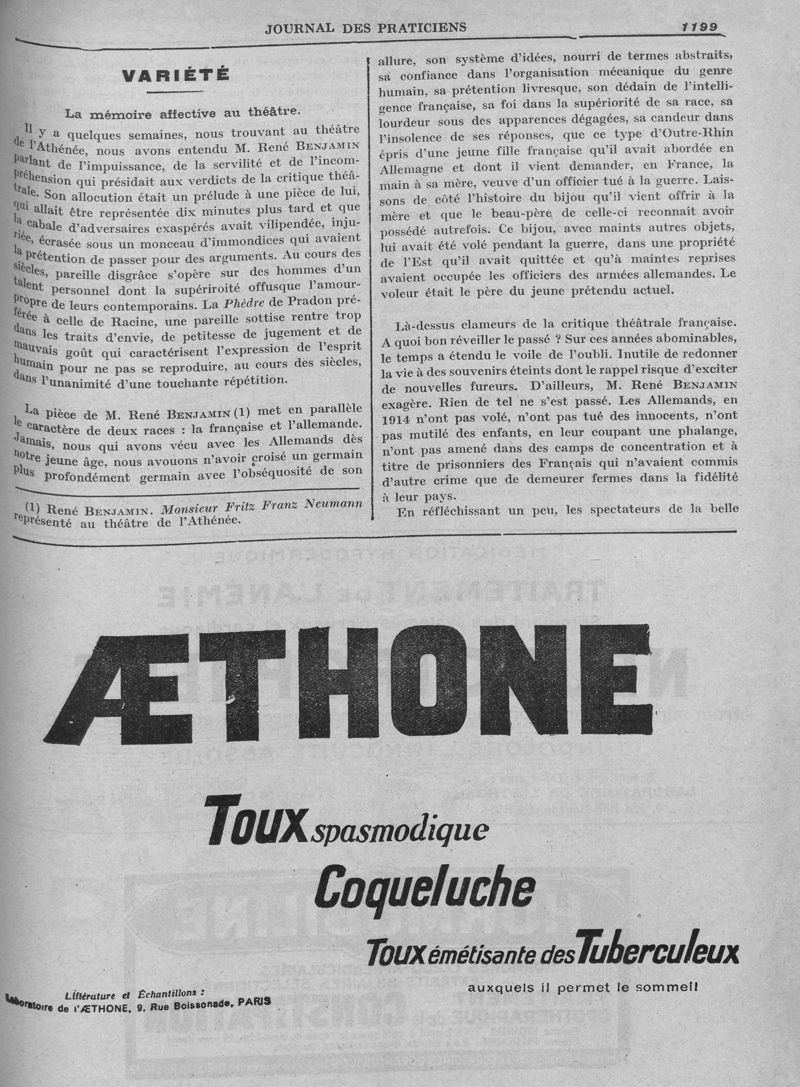 JOURNAL DES PRATICIENS
1199
VARIÉTÉ
La mémoire affective au théâtre.
Il y a quelques semaines, nous trouvant au théâtre
de l'Athénée, nous avons entendu M. René BENJAMIN
parlant de l'impuissance, de la servilité et de l'incom-
préhension qui présidait aux verdicts de la critique théâ-
trale. Son allocution était un prélude à une pièce de lui,
qui allait être représentée dix minutes plus tard et que
la cabale d'adversaires exaspérés avait vilipendée, inju-
riée, écrasée sous un monceau d'immondices qui avaient
la prétention de passer pour des arguments. Au cours des
siècles, pareille disgrâce s'opère sur des hommes d'un
talent personnel dont la supériroité offusque l'amour-
propre de leurs contemporains. La Phèdre de Pradon pré-
férée à celle de Racine, une pareille sottise rentre trop
dans les traits d'envie, de petitesse de jugement et de
mauvais goût qui caractérisent l'expression de l'esprit
humain pour ne pas se reproduire, au cours des siècles,
dans l'unanimité d'une touchante répétition.
La pièce de M. René BENJAMIN (1) met en parallèle
le caractère de deux races : la française et l'allemande.
Jamais, nous qui avons vécu avec les Allemands dès
notre jeune âge, nous avouons n'avoir croisé un germain
plus profondément germain avec l'obséquosité de son
(1) René BENJAMIN. Monsieur Fritz Franz Neumann
représenté au théâtre de l'Athénée.
allure, son système d'idées, nourri de termes abstraits,
sa confiance dans l'organisation mécanique du genre
humain, sa prétention livresque, son dédain de l'intelli-
gence française, sa foi dans la supériorité de sa race, sa
lourdeur sous des apparences dégagées, sa candeur dans
l'insolence de ses réponses, que ce type d'Outre-Rhin
épris d'une jeune fille française qu'il avait abordée en
Allemagne et dont il vient demander, en France, la
main à sa mère, veuve d'un officier tué à la guerre. Lais-
sons de côté l'histoire du bijou qu'il vient offrir à la
mère et que le beau-père de celle-ci reconnaît avoir
possédé autrefois. Ce bijou, avec maints autres objets,
lui avait été volé pendant la guerre, dans une propriété
de l'Est qu'il avait quittée et qu'à maintes reprises
avaient occupée les officiers des armées allemandes. Le
voleur était le père du jeune prétendu actuel.
Là-dessus clameurs de la critique théâtrale française.
A quoi bon réveiller le passé ? Sur ces années abominables,
le temps a étendu le voile de l'oubli. Inutile de redonner
la vie à des souvenirs éteints dont le rappel risque d'exciter
de nouvelles fureurs. D'ailleurs, M. René BENJAMIN
exagère. Rien de tel ne s'est passé. Les Allemands, en
1914 n'ont pas volé, n'ont pas tué des innocents, n'ont
pas mutilé des enfants, en leur coupant une phalange,
n'ont pas amené dans des camps de concentration et à
titre de prisonniers des Français qui n'avaient commis
d'autre crime que de demeurer fermes dans la fidélité
à leur pays.
En réfléchissant un peu, les spectateurs de la belle
ÆTHONE
Toux spasmodique
Coqueluche
Toux émétisante des Tuberculeux
auxquels il permet le sommeil
Littérature et Échantillons :
Laboratoire de l'ÆTHONE, 9, Rue Boissonade, PARIS